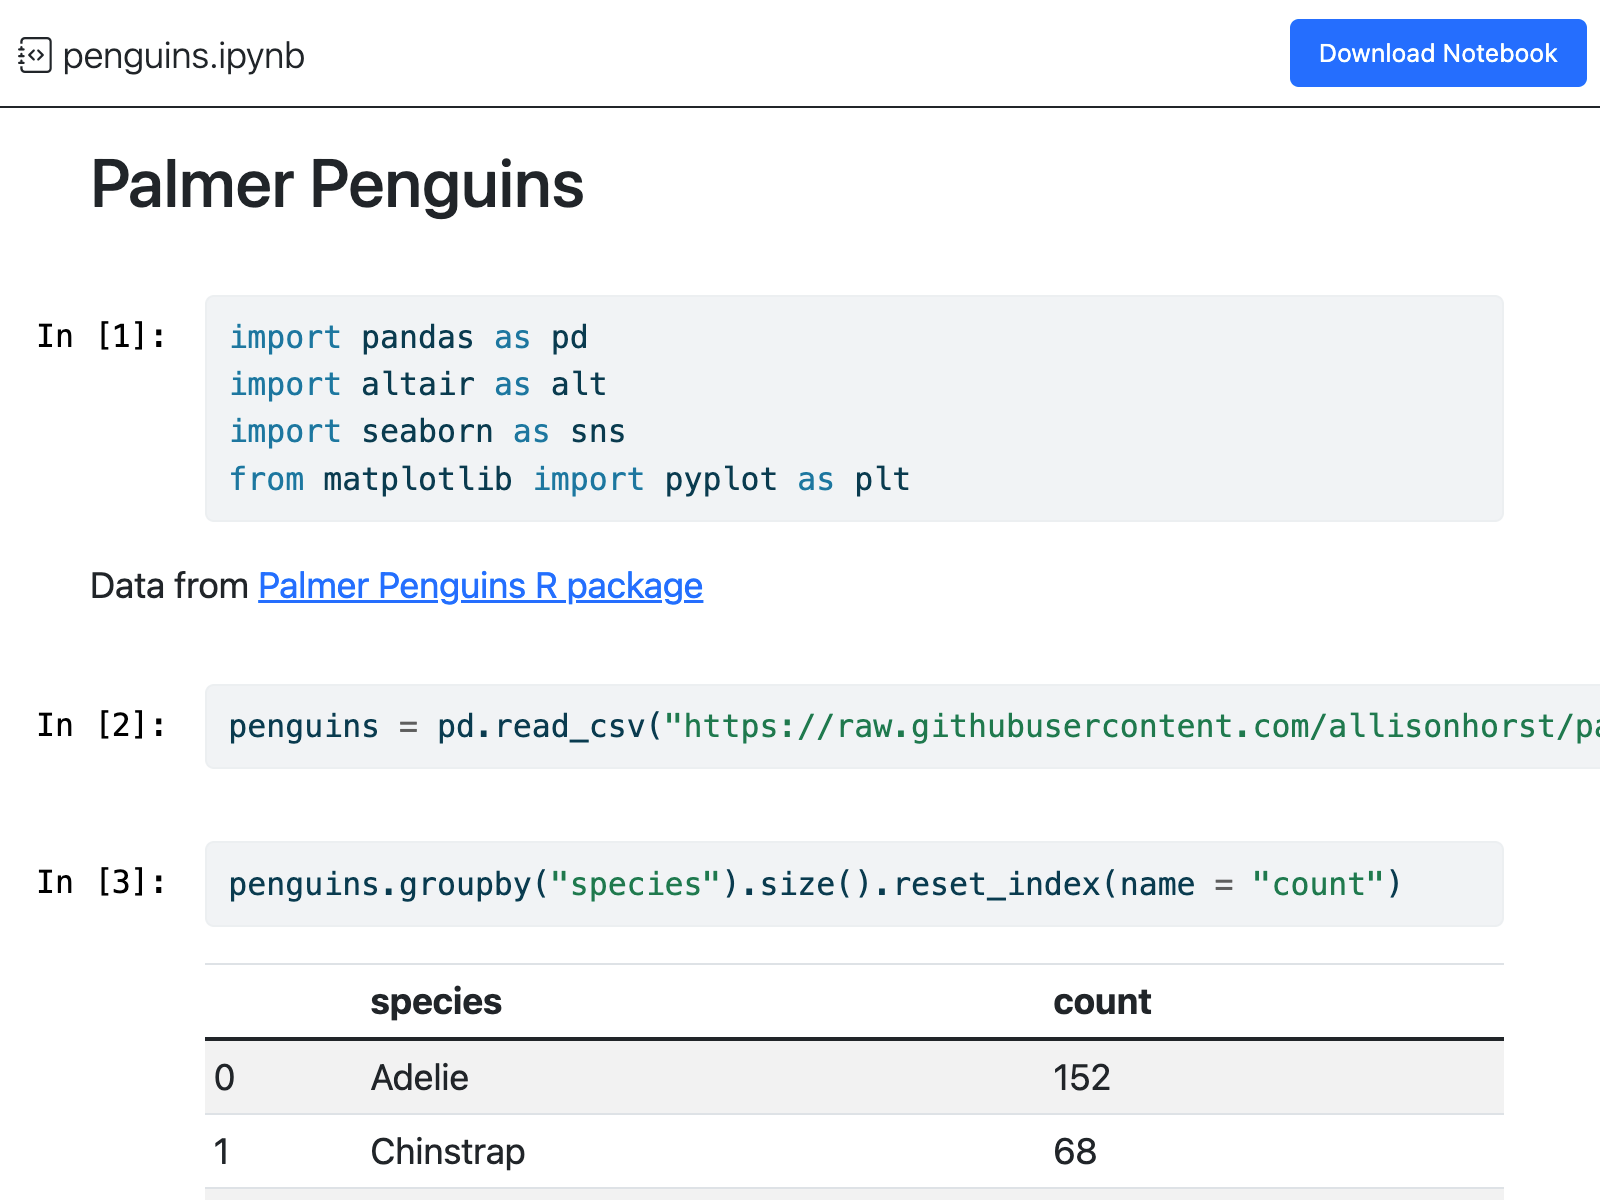 penguins.ipynb
Download Notebook
Palmer Penguins
In [1]:
import pandas as pd
import altair as alt
import seaborn as sns
from matplotlib import pyplot as plt
Data from Palmer Penguins R package
In [2]:
penguins = pd.read_csv("https://raw.githubusercontent.com/allisonhorst/pa
In [3]:
penguins.groupby("species").size().reset_index(name = "count")
species count
0 Adelie 152
1 Chinstrap 68